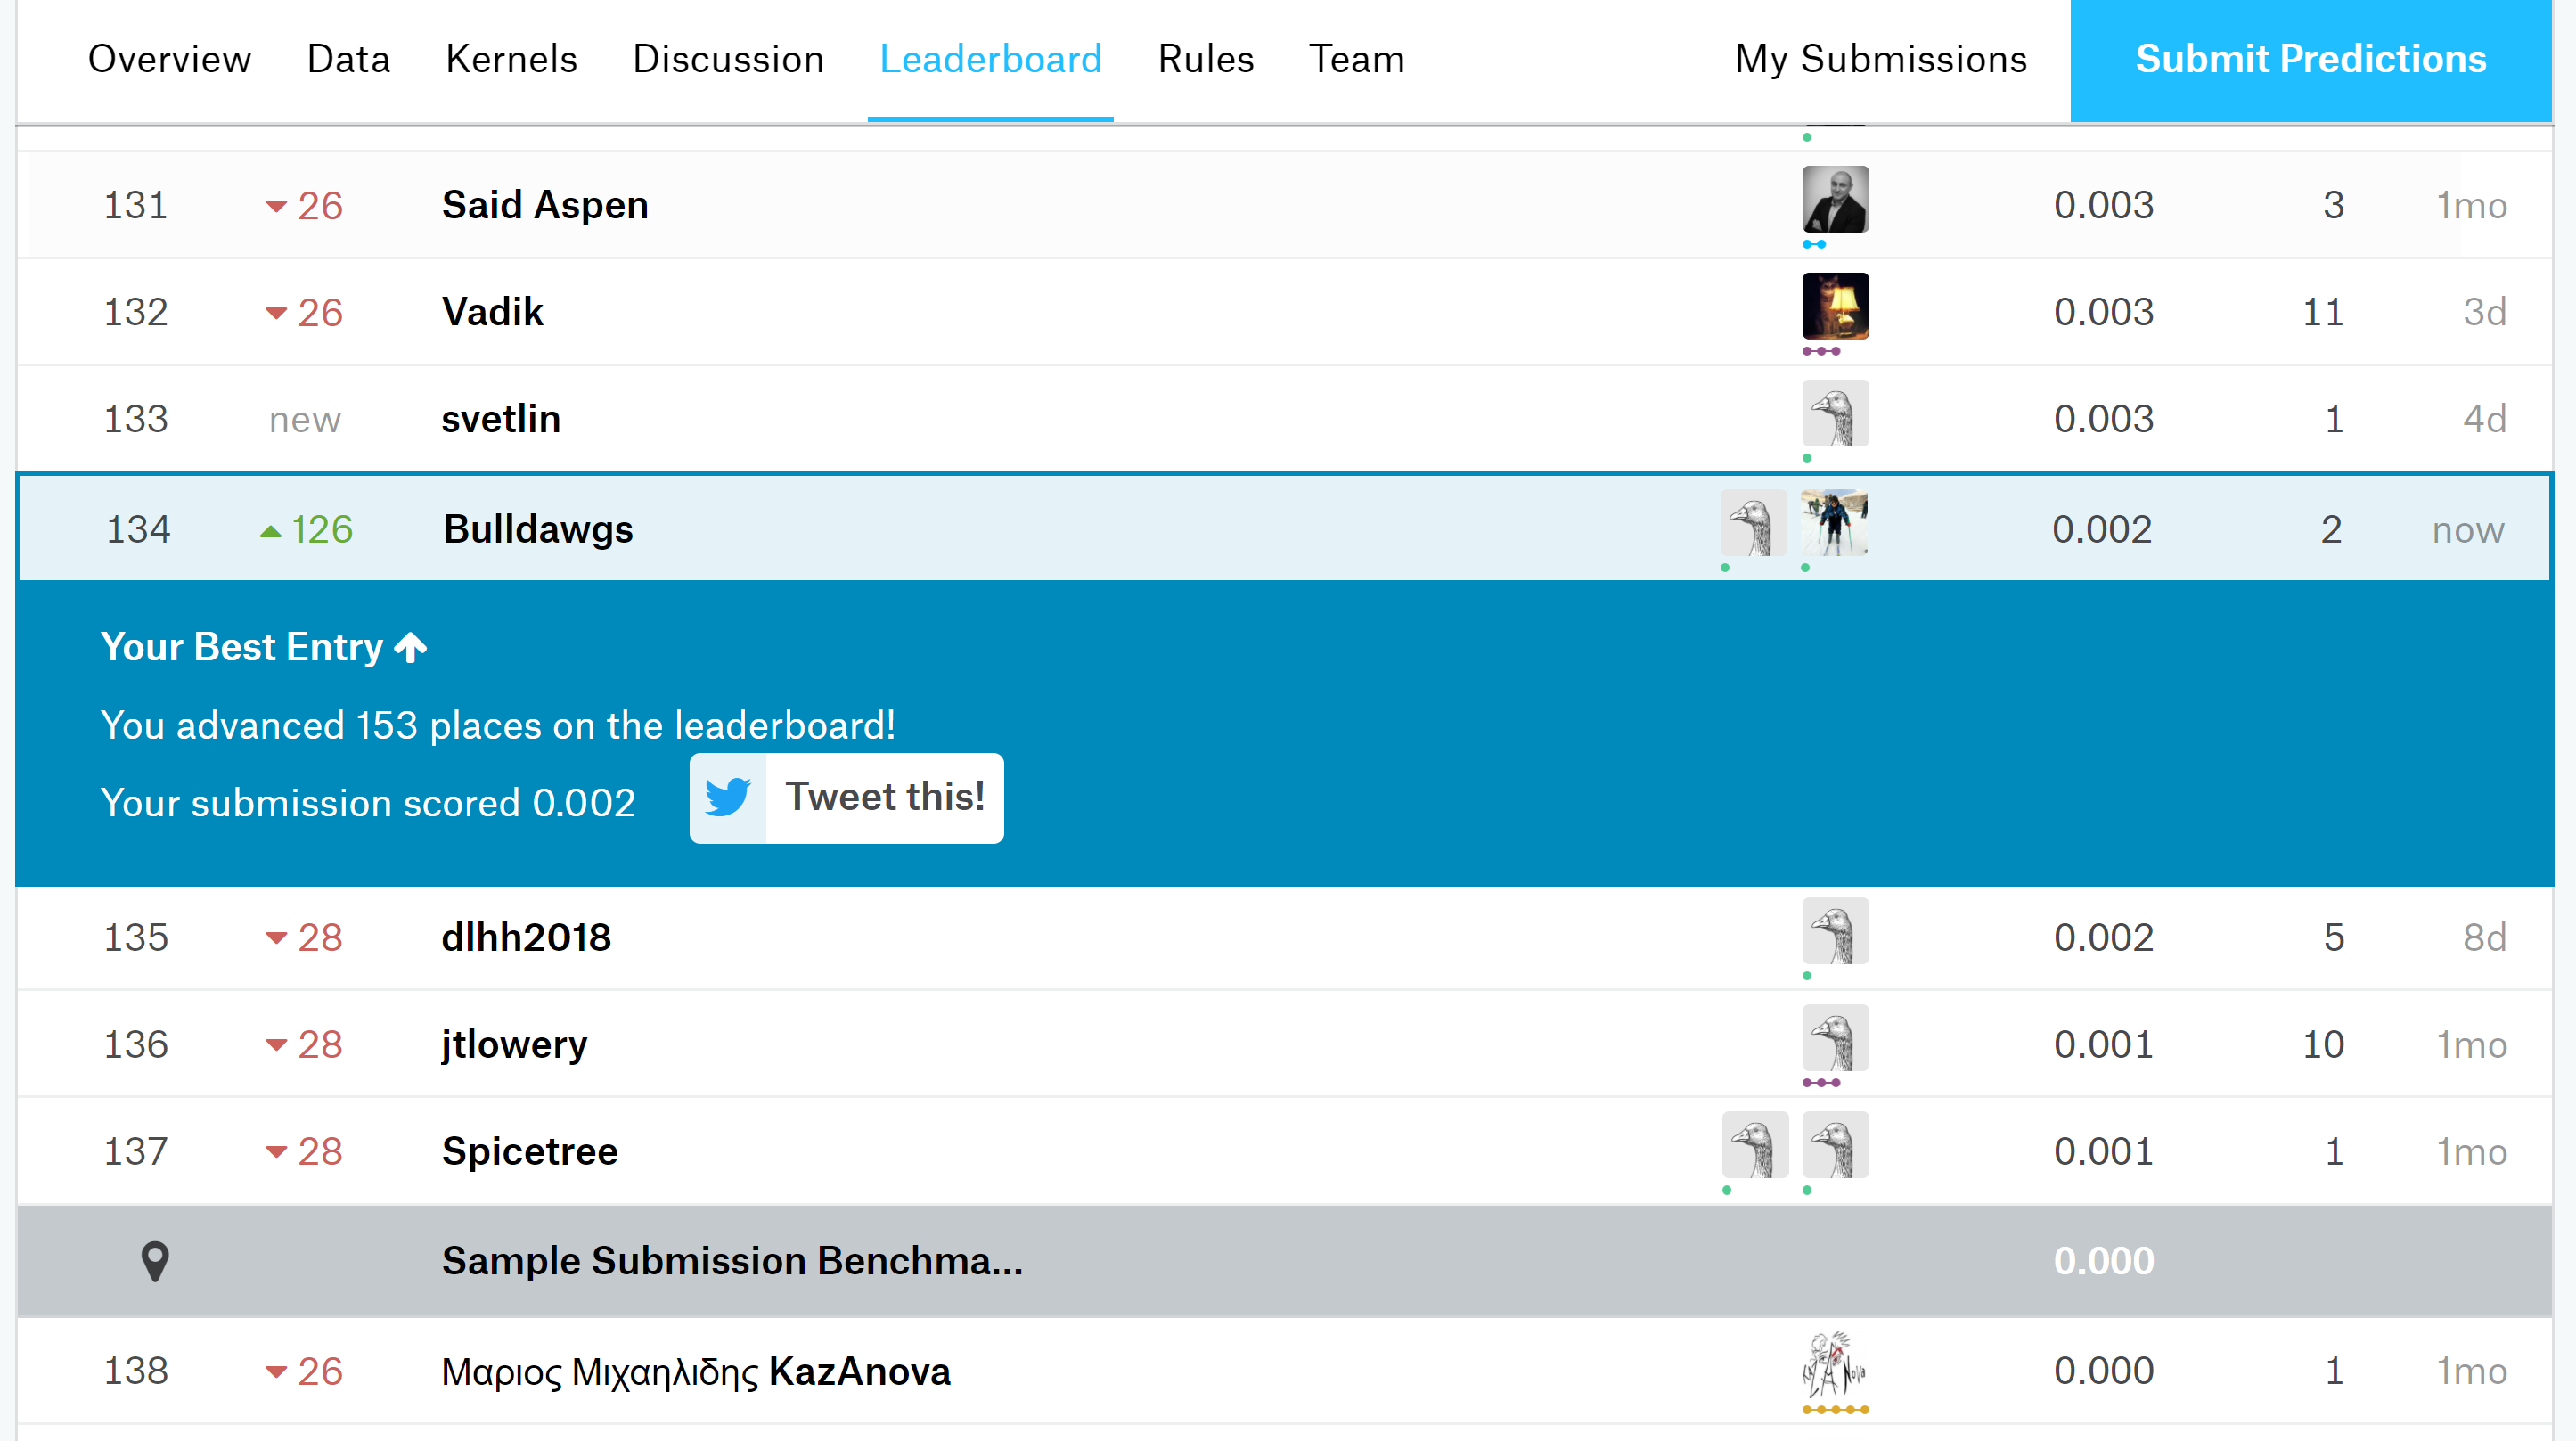 Overview Data Kernels Discussion Leaderboard Rules Team My Submissions Submit Predictions
131 26 Said Aspen 0.003 3 1mo
132 26 Vadik 0.003 11 3d
133 new svetlin 0.003 1 4d
134 126 Bulldawgs 0.002 2 now
Your Best Entry
You advanced 153 places on the leaderboard!
Your submission scored 0.002 Tweet this!
135 28 dlhh2018 0.002 5 8d
136 28 jtlowery 0.001 10 1mo
137 28 Spicetree 0.001 1 1mo
Sample Submission Benchma... 0.000
138 26 Μαριος Μιχαηλιδης KazAnova 0.000 1 1mo